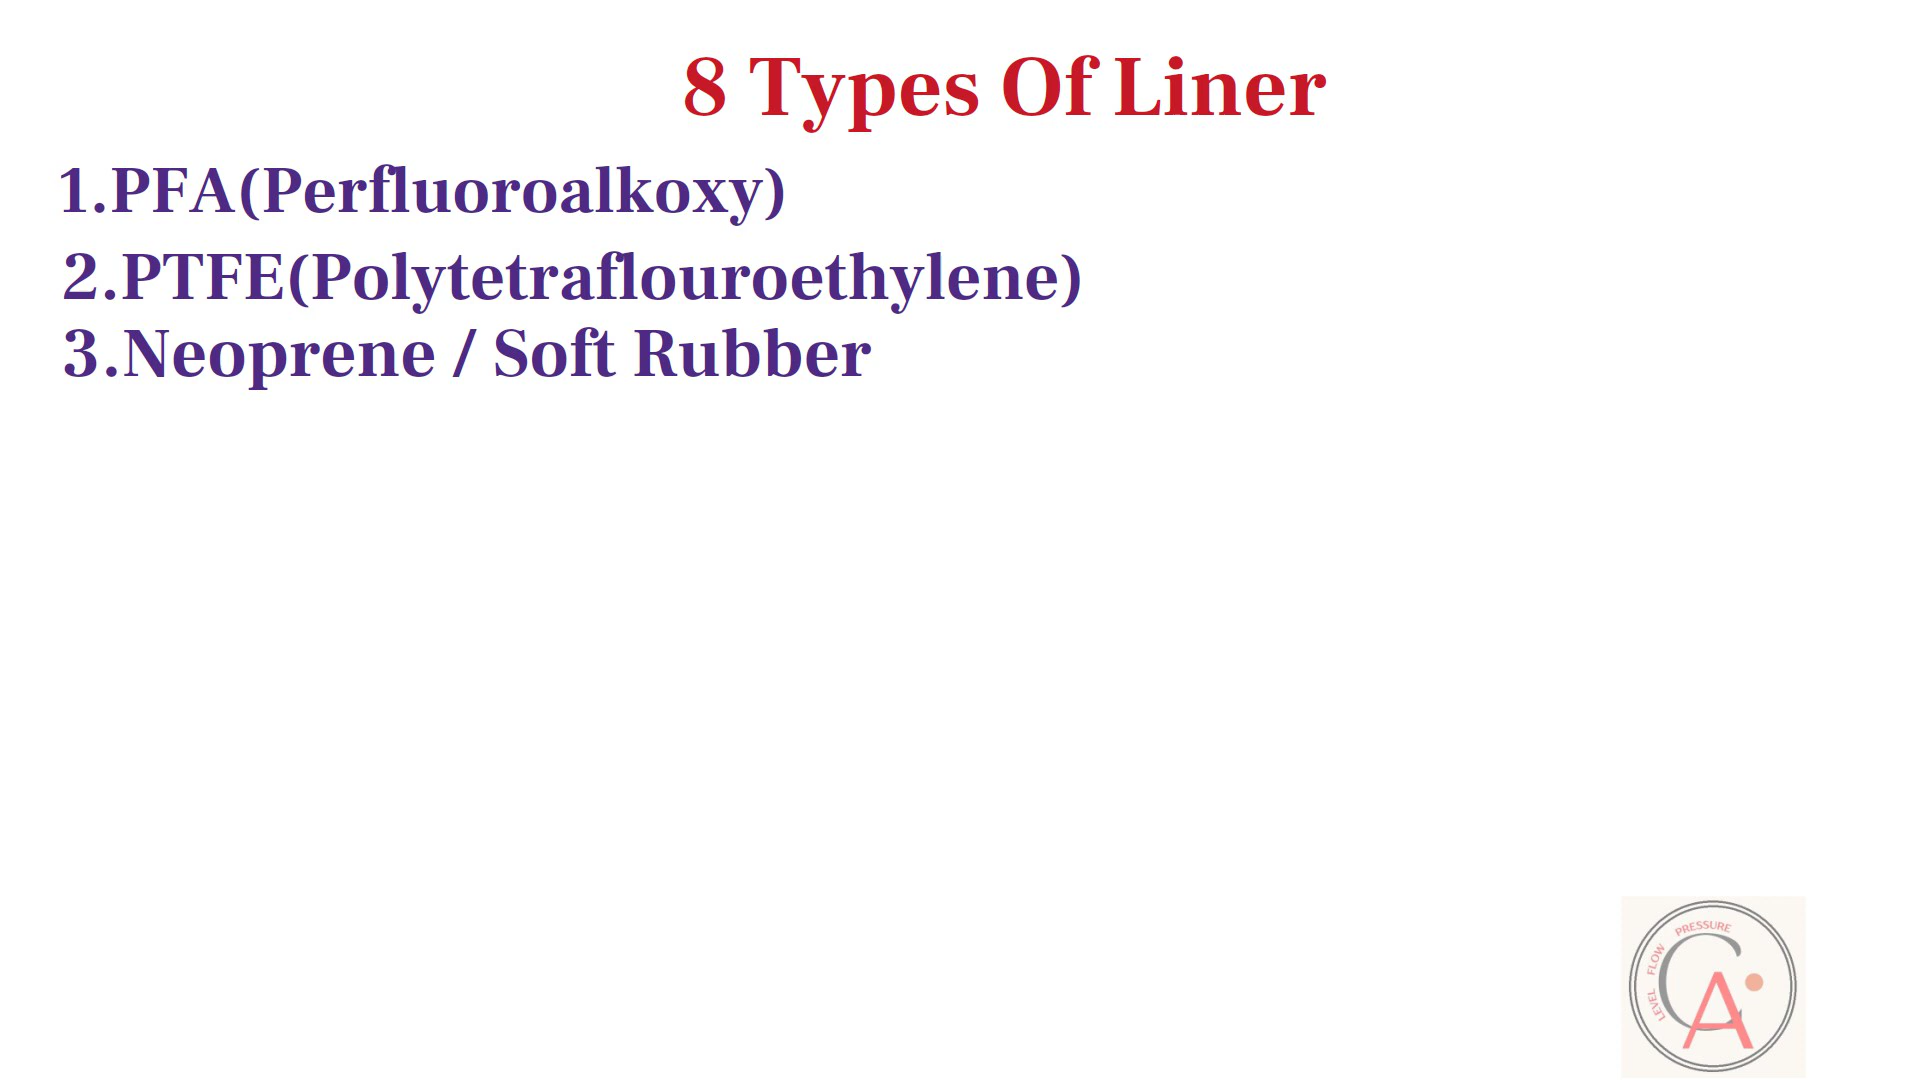 8 Types Of Liner
1.PFA(Perfluoroalkoxy)
2.PTFE(Polytetraflouroethylene)
3.Neoprene / Soft Rubber
LEVEL FLOW PRESSURE
CA